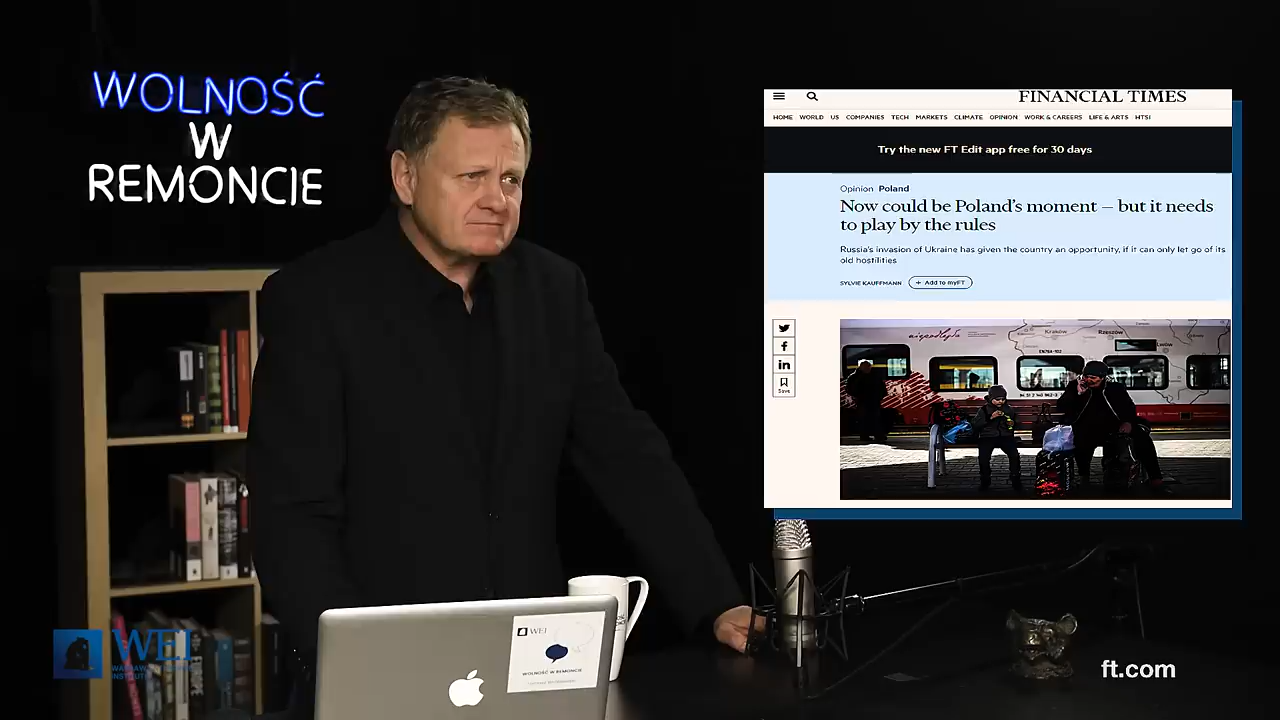 WOLNOŚĆ
W
REMONCIE
FINANCIAL TIMES
HOME WORLD US COMPANIES TECH MARKETS CLIMATE OPINION WORK & CAREERS LIFE & ARTS HTSI
Try the new FT Edit app free for 30 days
Opinion Poland
Now could be Poland's moment – but it needs
to play by the rules
Russia's invasion of Ukraine has given the country an opportunity, if it can only let go of its
old hostilities
SYLVIE KAUFFMANN + Add to myFT
Save
niepodległa
Kraków
Rzeszów
Lwów
WEI
WEI
WOLNOŚĆ W REMONCIE
ft.com